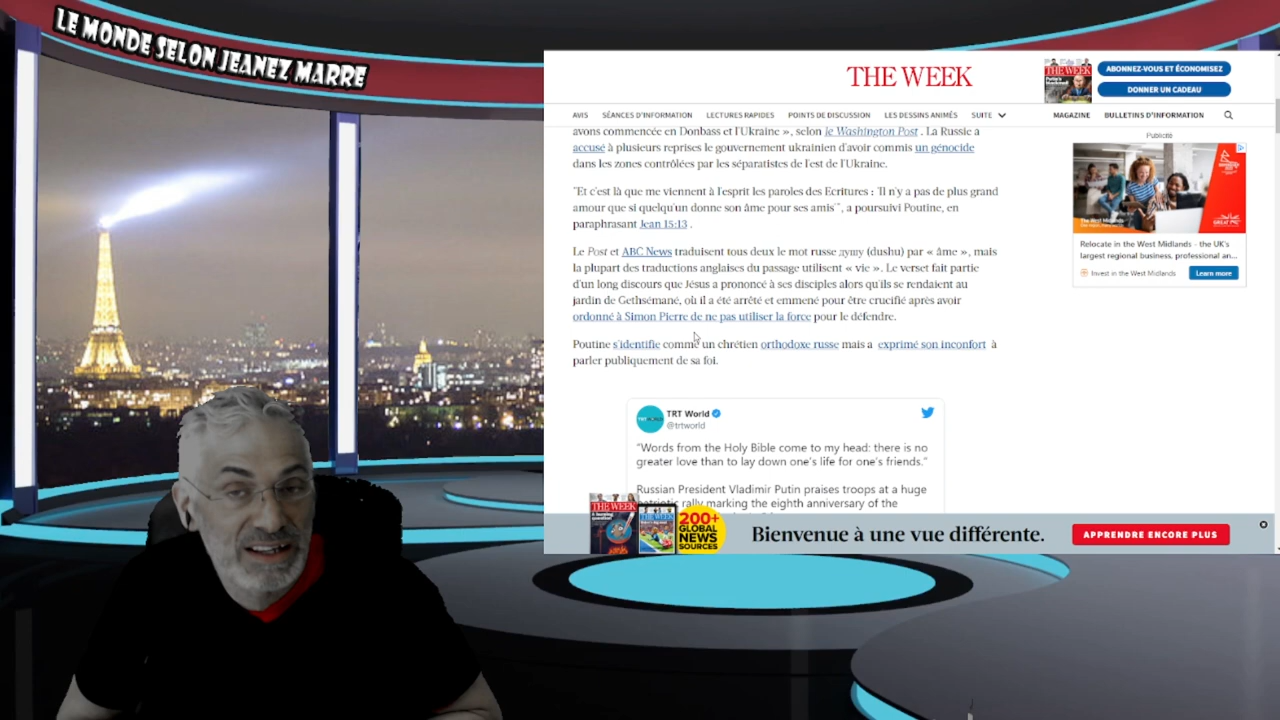 LE MONDE SELON JEANEZ MARRE
THE WEEK
THE WEEK
ABONNEZ-VOUS ET ÉCONOMISEZ
DONNER UN CADEAU
AVIS SÉANCES D'INFORMATION LECTURES RAPIDES POINTS DE DISCUSSION LES DESSINS ANIMÉS SUITE MAGAZINE BULLETINS D'INFORMATION
avons commencée en Donbass et l'Ukraine », selon le Washington Post . La Russie a
accusé à plusieurs reprises le gouvernement ukrainien d'avoir commis un génocide
dans les zones contrôlées par les séparatistes de l'est de l'Ukraine.
"Et c'est là que me viennent à l'esprit les paroles des Ecritures : 'Il n'y a pas de plus grand
amour que si quelqu'un donne son âme pour ses amis'", a poursuivi Poutine, en
paraphrasant Jean 15:13 .
Le Post et ABC News traduisent tous deux le mot russe душу (dushu) par « âme », mais
la plupart des traductions anglaises du passage utilisent « vie ». Le verset fait partie
d'un long discours que Jésus a prononcé à ses disciples alors qu'ils se rendaient au
jardin de Gethsémané, où il a été arrêté et emmené pour être crucifié après avoir
ordonné à Simon Pierre de ne pas utiliser la force pour le défendre.
Poutine s'identifie comme un chrétien orthodoxe russe mais a exprimé son inconfort à
parler publiquement de sa foi.
Publicité
The West Midlands
Relocate in the West Midlands - the UK's
largest regional business, professional an...
Invest in the West Midlands
Learn more
TRT World
@trtworld
"Words from the Holy Bible come to my head: there is no
greater love than to lay down one's life for one's friends."
Russian President Vladimir Putin praises troops at a huge
patriotic rally marking the eighth anniversary of the
THE WEEK
THE WEEK
200+
GLOBAL
NEWS
SOURCES
Bienvenue à une vue différente.
APPRENDRE ENCORE PLUS